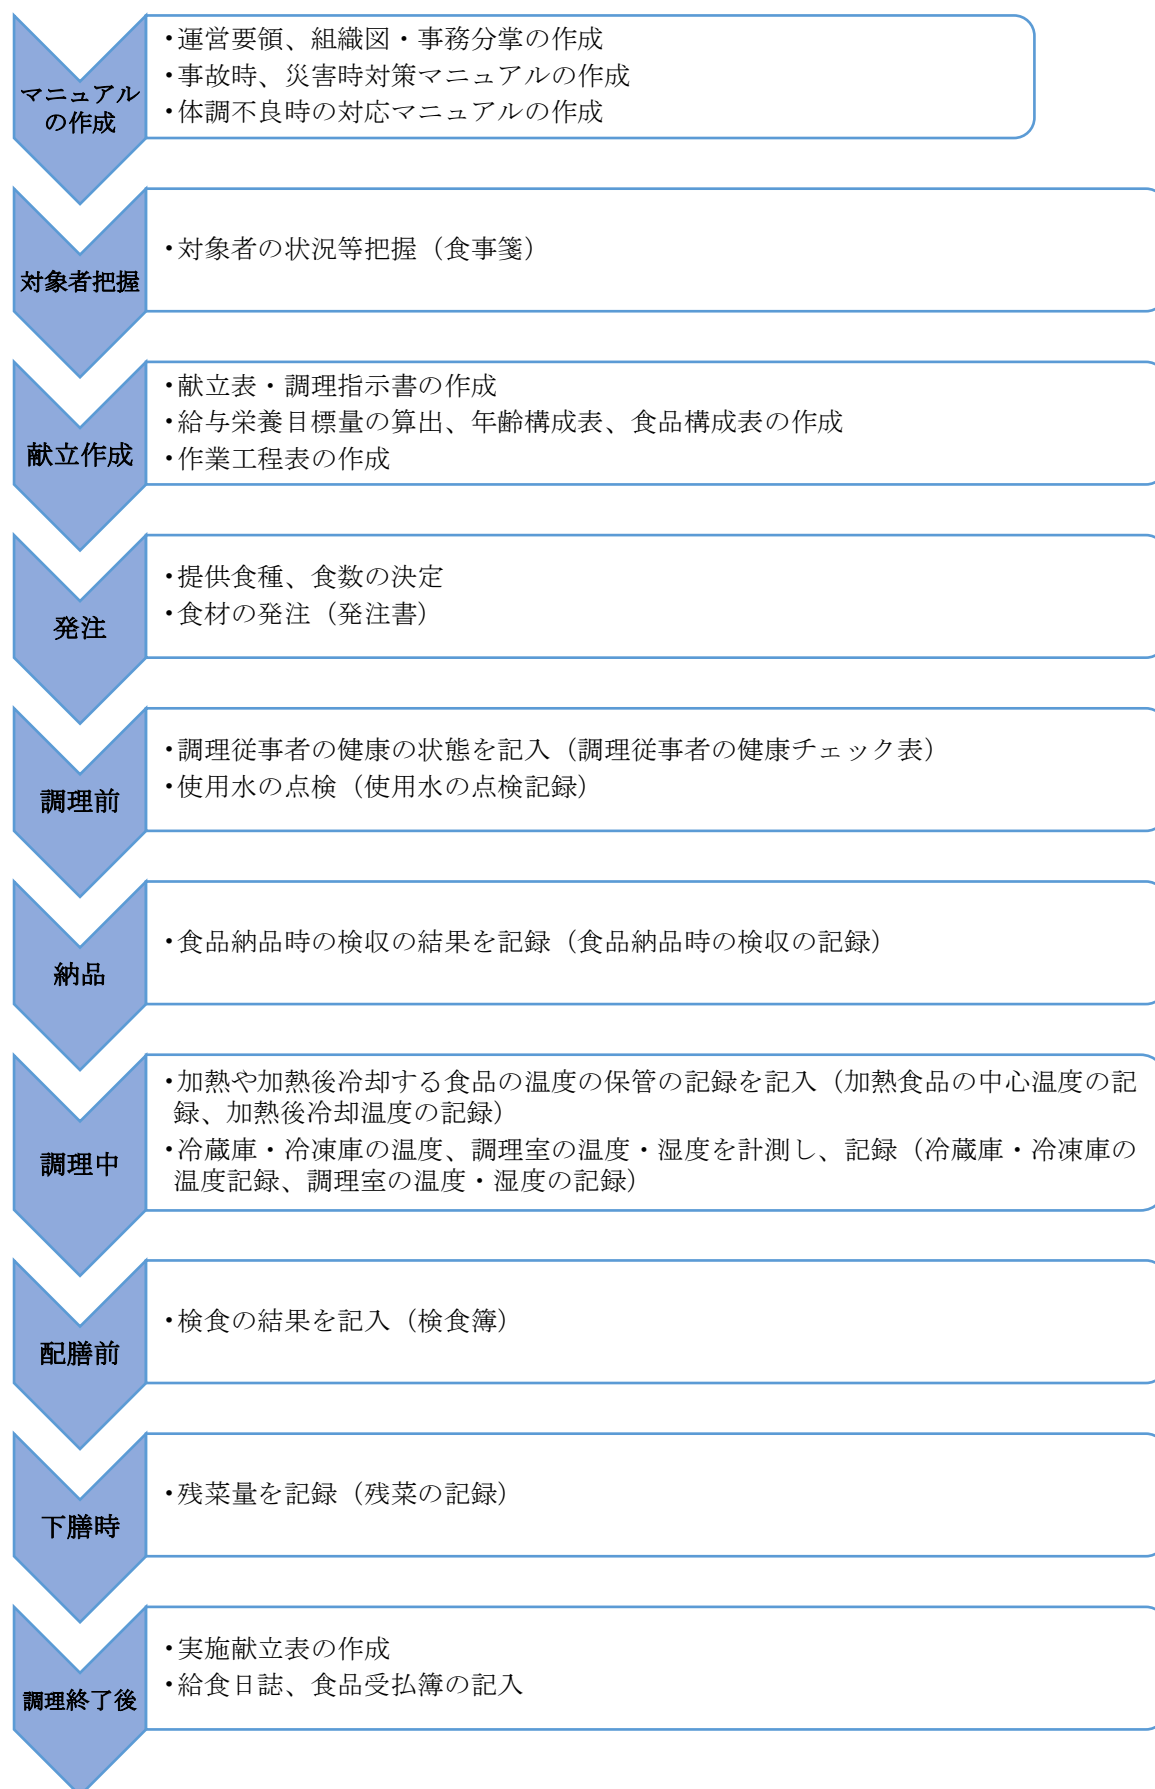 マニュアル
の作成
・運営要領、組織図・事務分掌の作成
・事故時、災害時対策マニュアルの作成
・体調不良時の対応マニュアルの作成
対象者把握
・対象者の状況等把握（食事箋）
献立作成
・献立表・調理指示書の作成
・給与栄養目標量の算出、年齢構成表、食品構成表の作成
・作業工程表の作成
発注
・提供食種、食数の決定
・食材の発注（発注書）
調理前
・調理従事者の健康の状態を記入（調理従事者の健康チェック表）
・使用水の点検（使用水の点検記録）
納品
・食品納品時の検収の結果を記録（食品納品時の検収の記録）
調理中
・加熱や加熱後冷却する食品の温度の保管の記録を記入（加熱食品の中心温度の記
録、加熱後冷却温度の記録）
・冷蔵庫・冷凍庫の温度、調理室の温度・湿度を計測し、記録（冷蔵庫・冷凍庫の
温度記録、調理室の温度・湿度の記録）
配膳前
・検食の結果を記入（検食簿）
下膳時
・残菜量を記録（残菜の記録）
調理終了後
・実施献立表の作成
・給食日誌、食品受払簿の記入